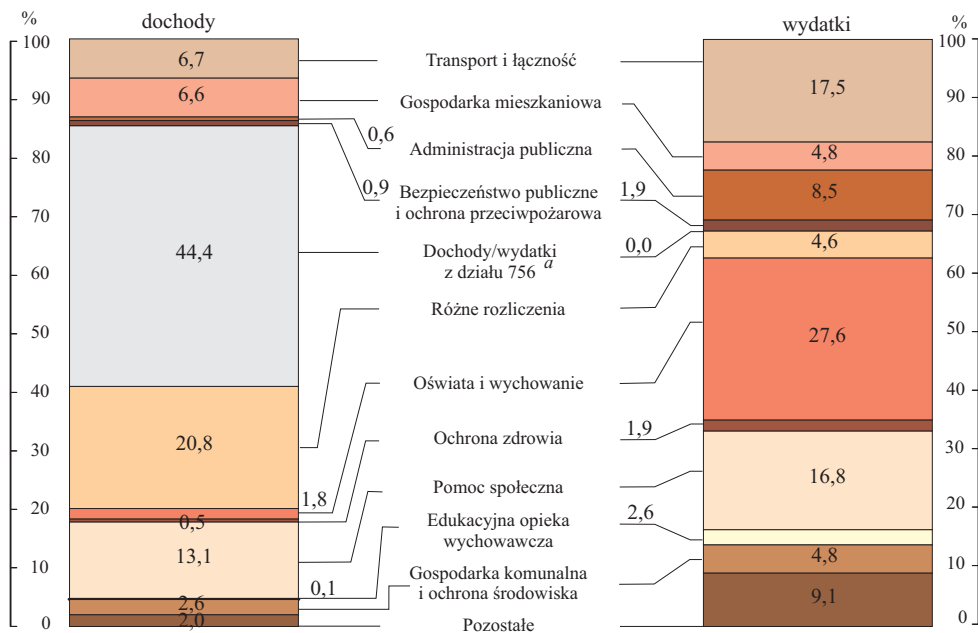 % dochody wydatki %
100 100
90 90
80 80
70 70
60 60
50 50
40 40
30 30
20 20
10 10
0 0
6,7 Transport i łączność 17,5
6,6 Gospodarka mieszkaniowa 4,8
0,6 Administracja publiczna 8,5
0,9 Bezpieczeństwo publiczne 1,9
i ochrona przeciwpożarowa
44,4 Dochody/wydatki 0,0
z działu 756 a
20,8 Różne rozliczenia 4,6
1,8 Oświata i wychowanie 27,6
0,5 Ochrona zdrowia 1,9
13,1 Pomoc społeczna 16,8
0,1 Edukacyjna opieka 2,6
wychowawcza
2,6 Gospodarka komunalna 4,8
i ochrona środowiska
2,0 Pozostałe 9,1